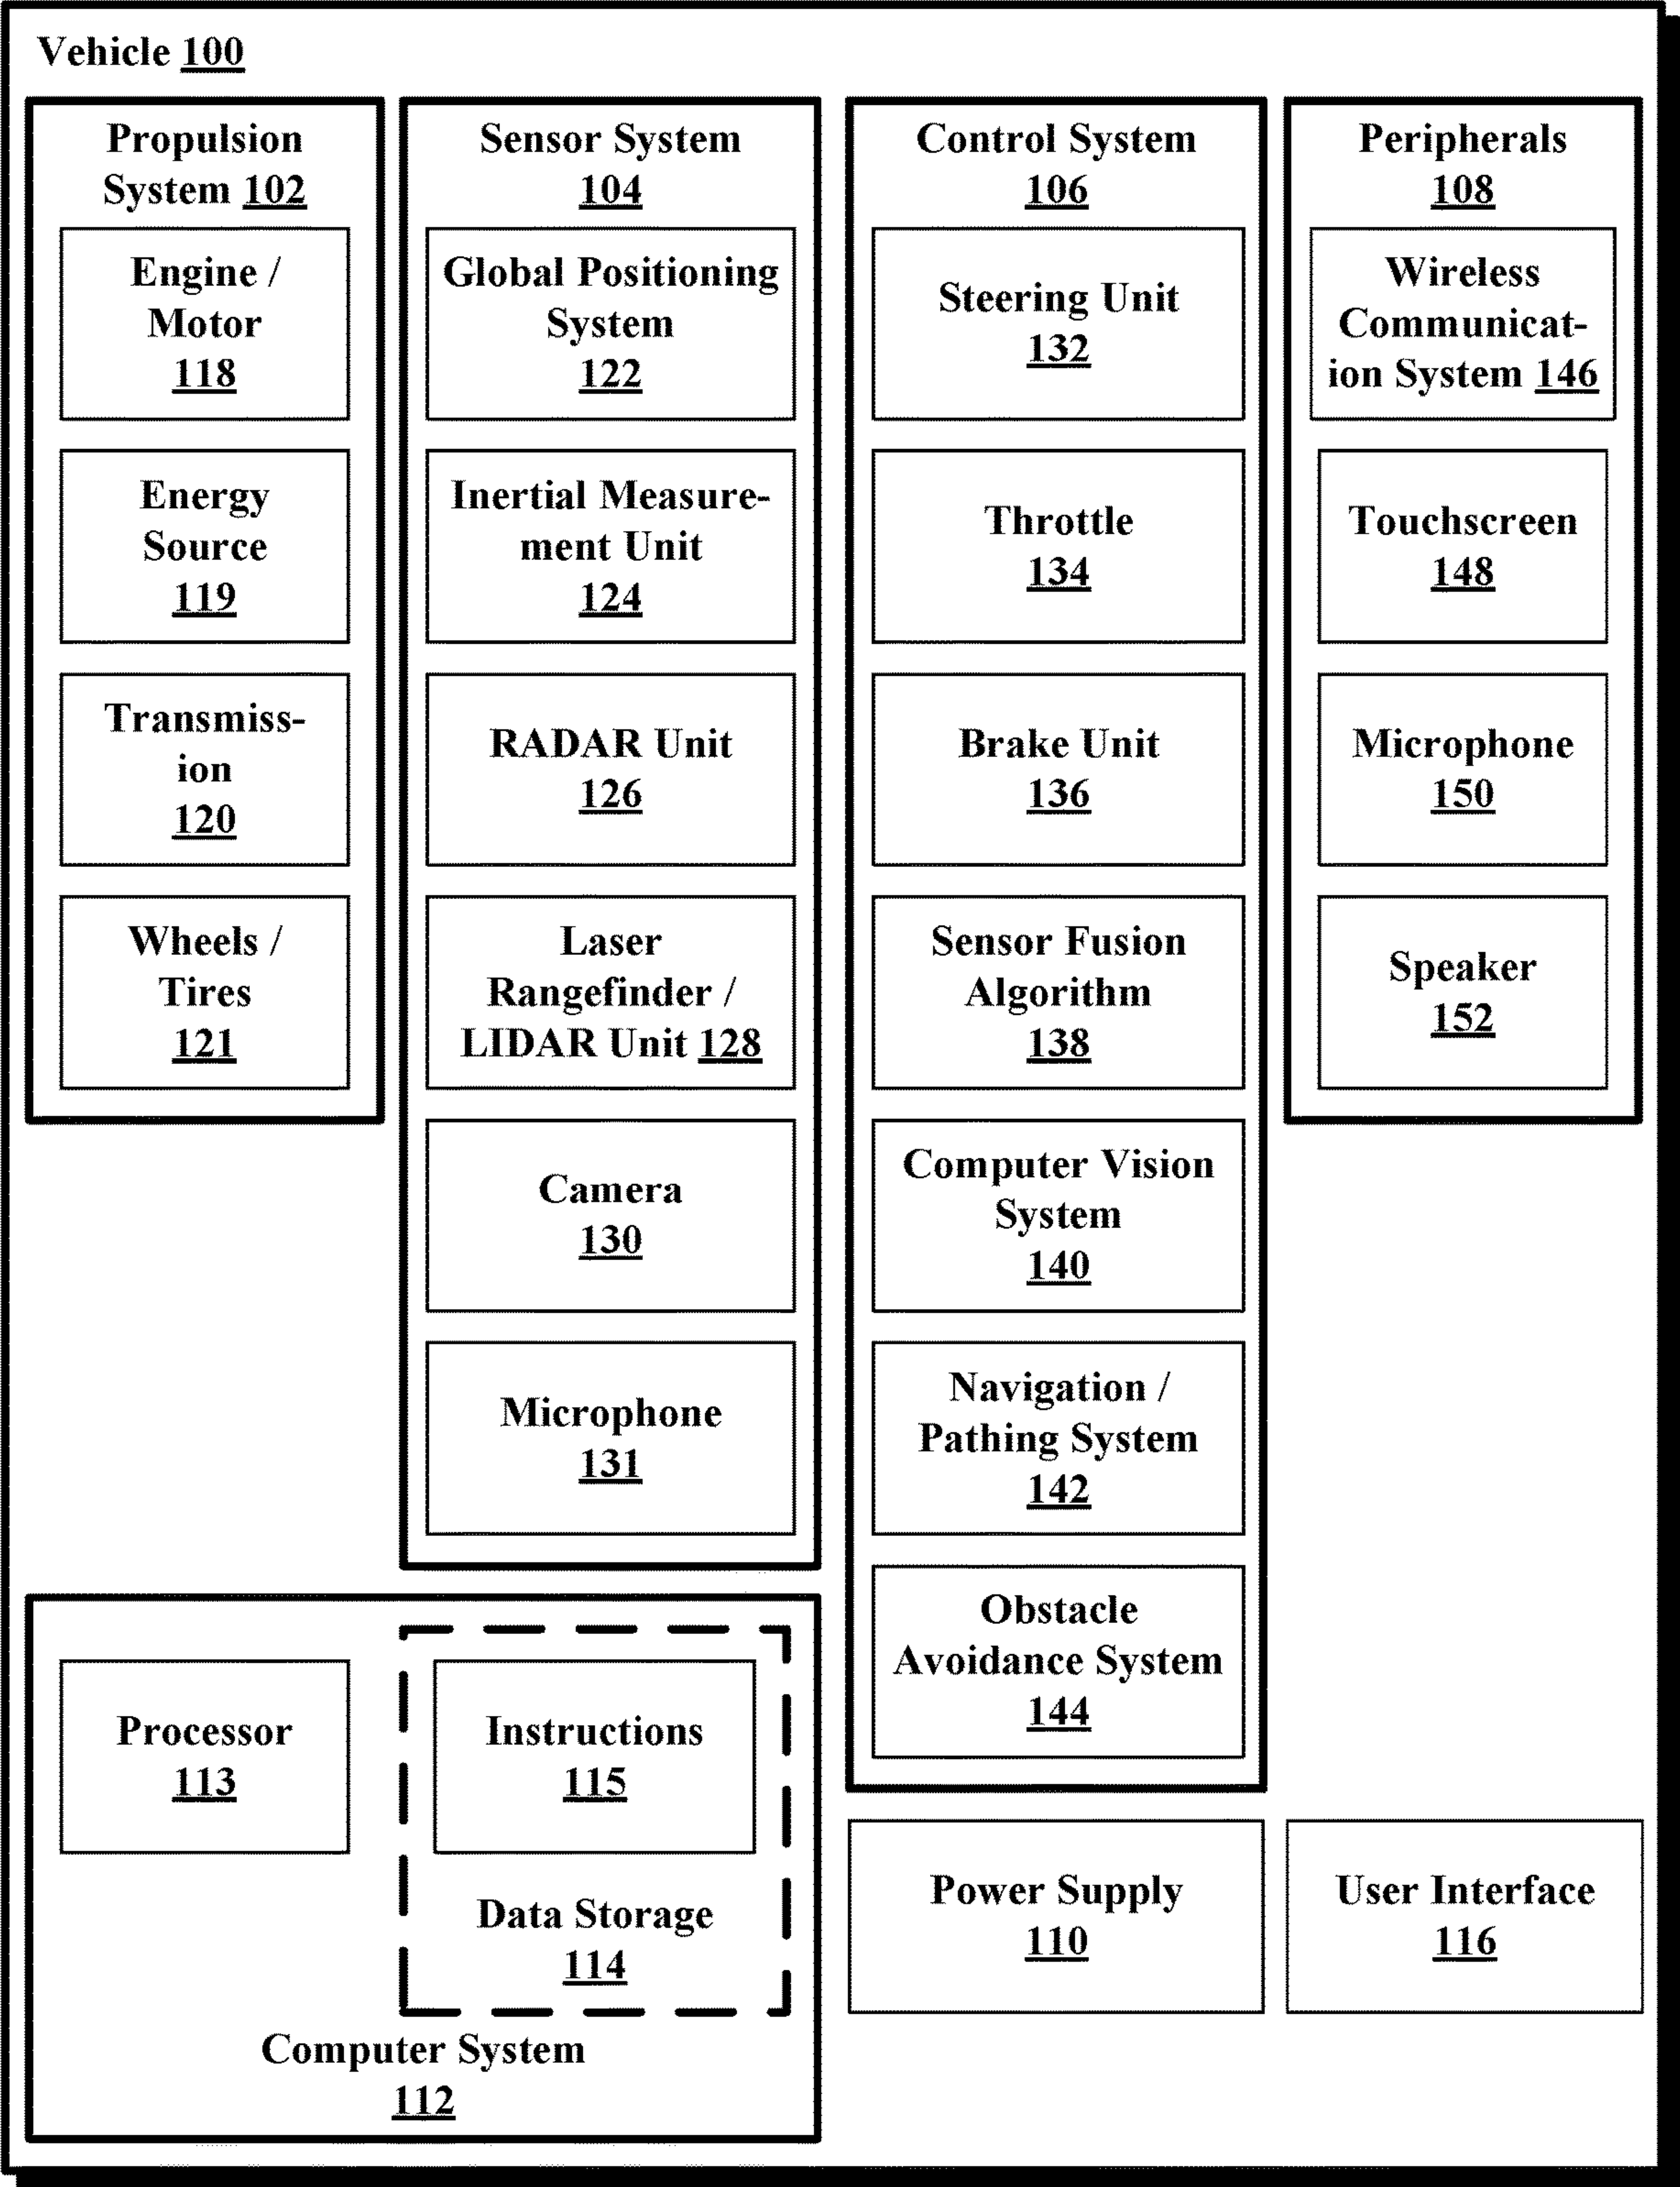 Vehicle 100
Propulsion
System 102
Engine /
Motor
118
Energy
Source
119
Transmiss-
ion
120
Wheels /
Tires
121
Sensor System
104
Global Positioning
System
122
Inertial Measure-
ment Unit
124
RADAR Unit
126
Laser
Rangefinder /
LIDAR Unit 128
Camera
130
Microphone
131
Control System
106
Steering Unit
132
Throttle
134
Brake Unit
136
Sensor Fusion
Algorithm
138
Computer Vision
System
140
Navigation /
Pathing System
142
Obstacle
Avoidance System
144
Peripherals
108
Wireless
Communicat-
ion System 146
Touchscreen
148
Microphone
150
Speaker
152
Processor
113
Instructions
115
Data Storage
114
Computer System
112
Power Supply
110
User Interface
116